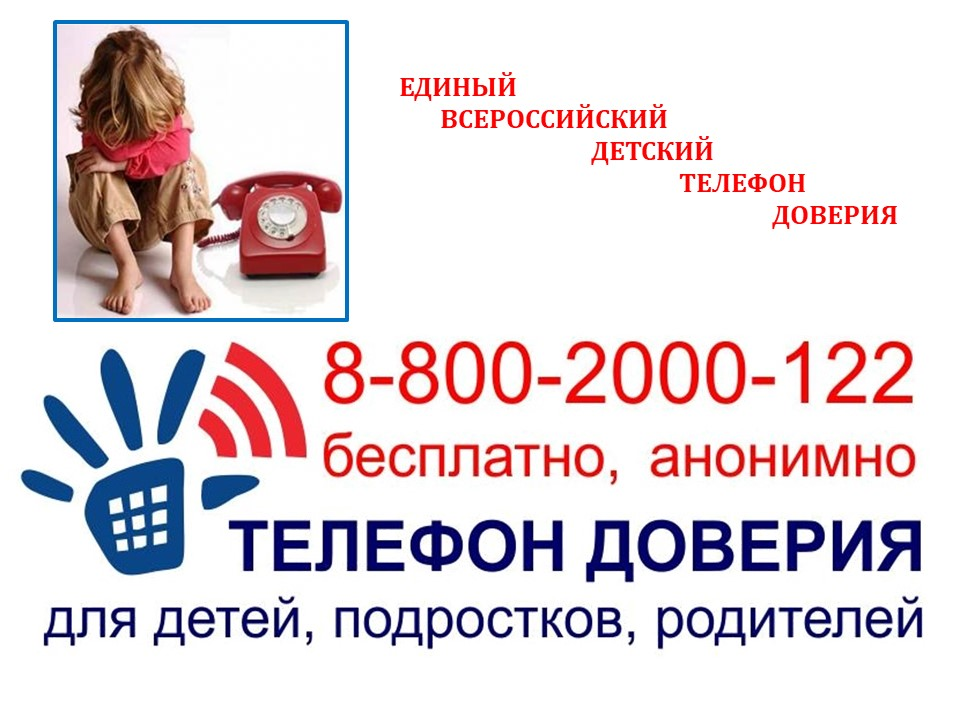 ЕДИНЫЙ
ВСЕРОССИЙСКИЙ
ДЕТСКИЙ
ТЕЛЕФОН
ДОВЕРИЯ
8-800-2000-122
бесплатно, анонимно
ТЕЛЕФОН ДОВЕРИЯ
для детей, подростков, родителей